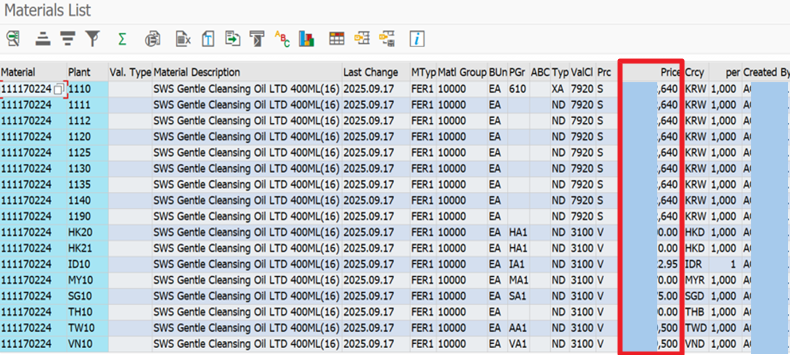 Materials List
Material Plant Val. Type Material Description Last Change MTyp Matl Group BUn PGr ABC Typ ValCl Prc Price Crcy per Created By
111170224 1110 SWS Gentle Cleansing Oil LTD 400ML(16) 2025.09.17 FER1 10000 EA 610 XA 7920 S ,640 KRW 1,000
111170224 1111 SWS Gentle Cleansing Oil LTD 400ML(16) 2025.09.17 FER1 10000 EA ND 7920 S ,640 KRW 1,000
111170224 1112 SWS Gentle Cleansing Oil LTD 400ML(16) 2025.09.17 FER1 10000 EA ND 7920 S ,640 KRW 1,000
111170224 1120 SWS Gentle Cleansing Oil LTD 400ML(16) 2025.09.17 FER1 10000 EA ND 7920 S ,640 KRW 1,000
111170224 1125 SWS Gentle Cleansing Oil LTD 400ML(16) 2025.09.17 FER1 10000 EA ND 7920 S ,640 KRW 1,000
111170224 1130 SWS Gentle Cleansing Oil LTD 400ML(16) 2025.09.17 FER1 10000 EA ND 7920 S ,640 KRW 1,000
111170224 1135 SWS Gentle Cleansing Oil LTD 400ML(16) 2025.09.17 FER1 10000 EA ND 7920 S ,640 KRW 1,000
111170224 1140 SWS Gentle Cleansing Oil LTD 400ML(16) 2025.09.17 FER1 10000 EA ND 7920 S ,640 KRW 1,000
111170224 1190 SWS Gentle Cleansing Oil LTD 400ML(16) 2025.09.17 FER1 10000 EA ND 7920 S ,640 KRW 1,000
111170224 HK20 SWS Gentle Cleansing Oil LTD 400ML(16) 2025.09.17 FER1 10000 EA HA1 ND 3100 V 0.00 HKD 1,000
111170224 HK21 SWS Gentle Cleansing Oil LTD 400ML(16) 2025.09.17 FER1 10000 EA HA1 ND 3100 V 0.00 HKD 1,000
111170224 ID10 SWS Gentle Cleansing Oil LTD 400ML(16) 2025.09.17 FER1 10000 EA IA1 ND 3100 V 2.95 IDR 1
111170224 MY10 SWS Gentle Cleansing Oil LTD 400ML(16) 2025.09.17 FER1 10000 EA MA1 ND 3100 V 0.00 MYR 1,000
111170224 SG10 SWS Gentle Cleansing Oil LTD 400ML(16) 2025.09.17 FER1 10000 EA SA1 ND 3100 V 5.00 SGD 1,000
111170224 TH10 SWS Gentle Cleansing Oil LTD 400ML(16) 2025.09.17 FER1 10000 EA ND 3100 V 0.00 THB 1,000
111170224 TW10 SWS Gentle Cleansing Oil LTD 400ML(16) 2025.09.17 FER1 10000 EA AA1 ND 3100 V ,500 TWD 1,000
111170224 VN10 SWS Gentle Cleansing Oil LTD 400ML(16) 2025.09.17 FER1 10000 EA VA1 ND 3100 V ,500 VND 1,000